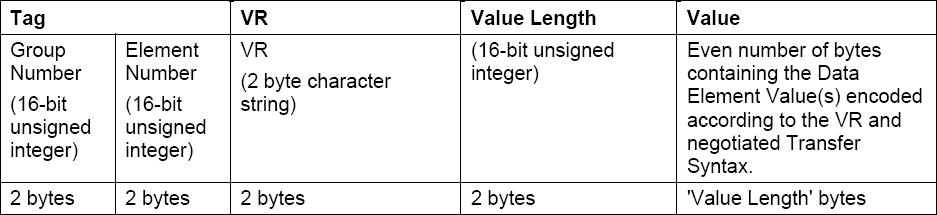 Tag VR Value Length Value
Group Number
(16-bit unsigned integer)
Element Number
(16-bit unsigned integer)
VR
(2 byte character string)
(16-bit unsigned integer)
Even number of bytes
containing the Data
Element Value(s) encoded
according to the VR and
negotiated Transfer
Syntax.
2 bytes 2 bytes 2 bytes 2 bytes 'Value Length' bytes